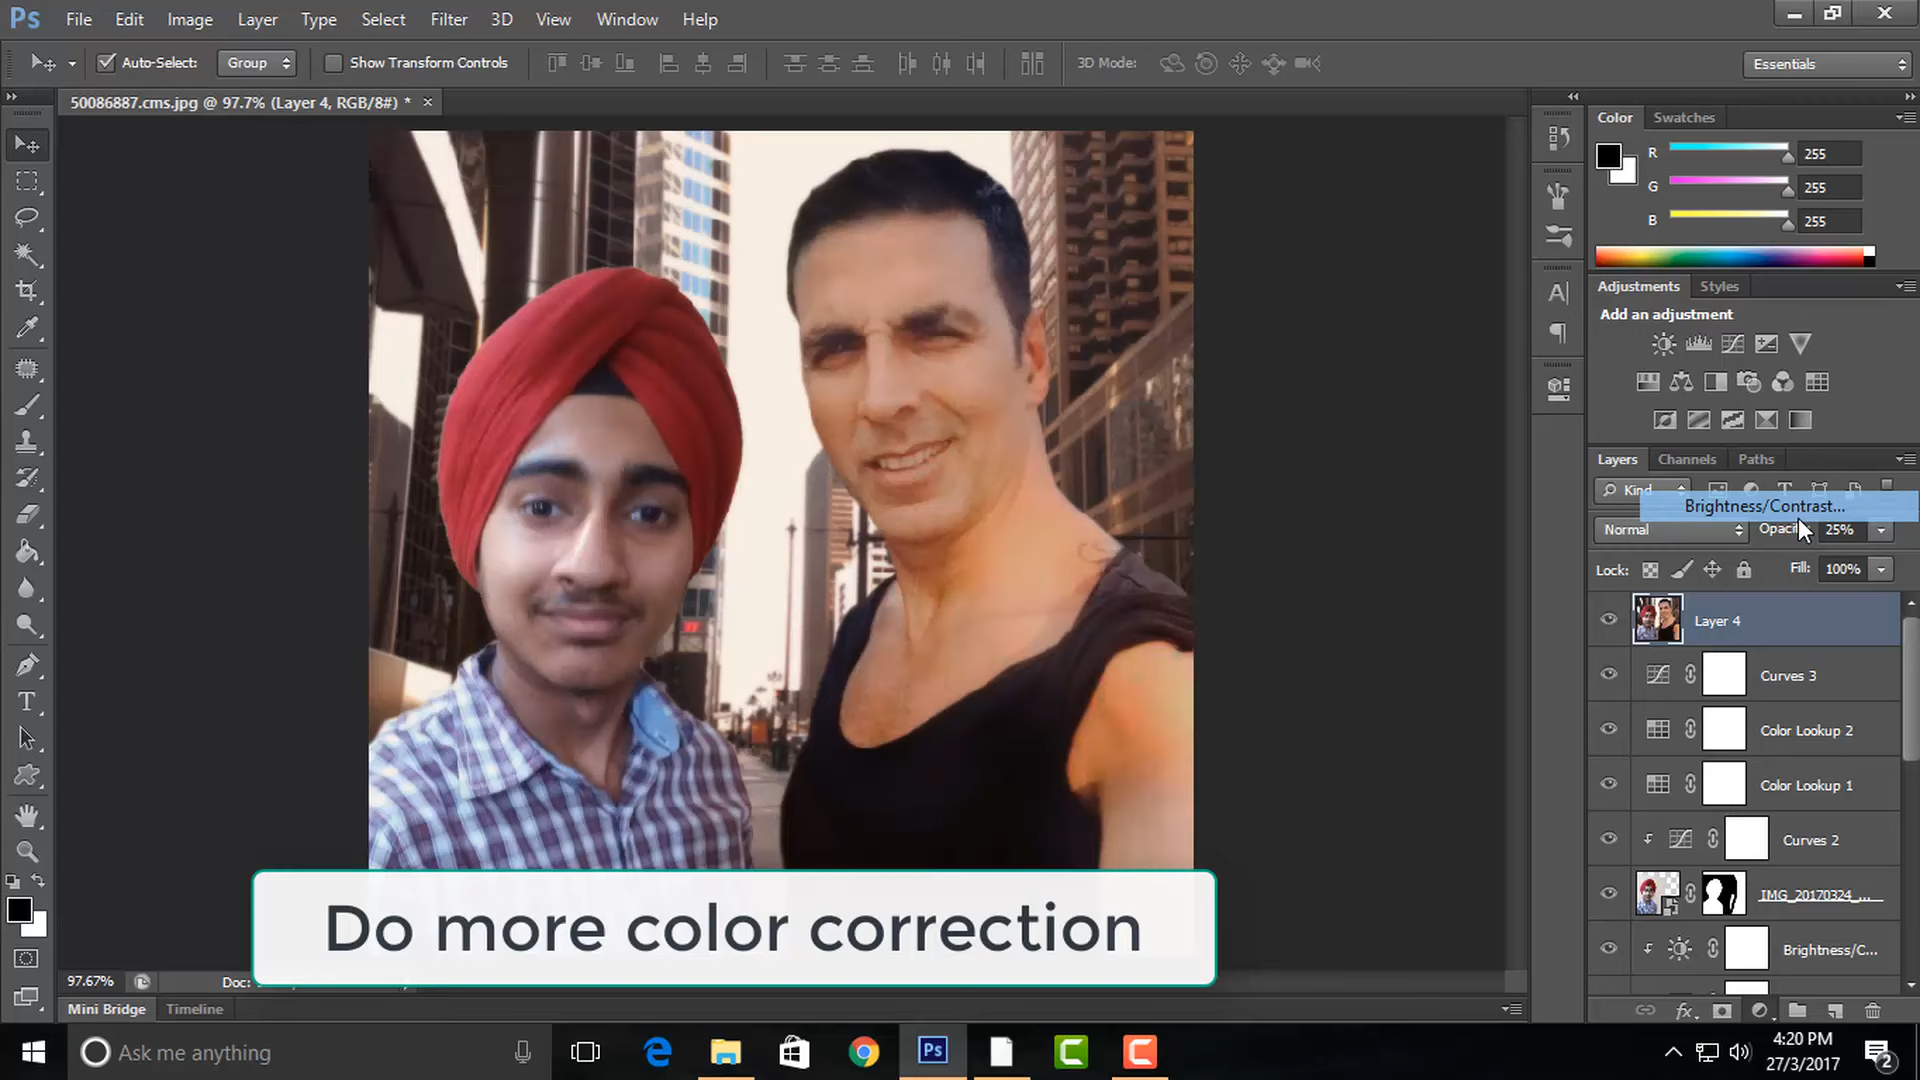 Ps File Edit Image Layer Type Select Filter 3D View Window Help
Auto-Select: Group Show Transform Controls 3D Mode: Essentials
50086887.cms.jpg @ 97.7% (Layer 4, RGB/8#) * ×
Color Swatches
R 255
G 255
B 255
Adjustments Styles
Add an adjustment
Layers Channels Paths
Kind
Brightness/Contrast...
Normal 25%
Lock: Fill: 100%
Layer 4
Curves 3
Color Lookup 2
Color Lookup 1
Curves 2
IMG_20170324_...
Brightness/C...
Do more color correction
97.67% Doc:
Mini Bridge Timeline
Ask me anything
4:20 PM
27/3/2017
2